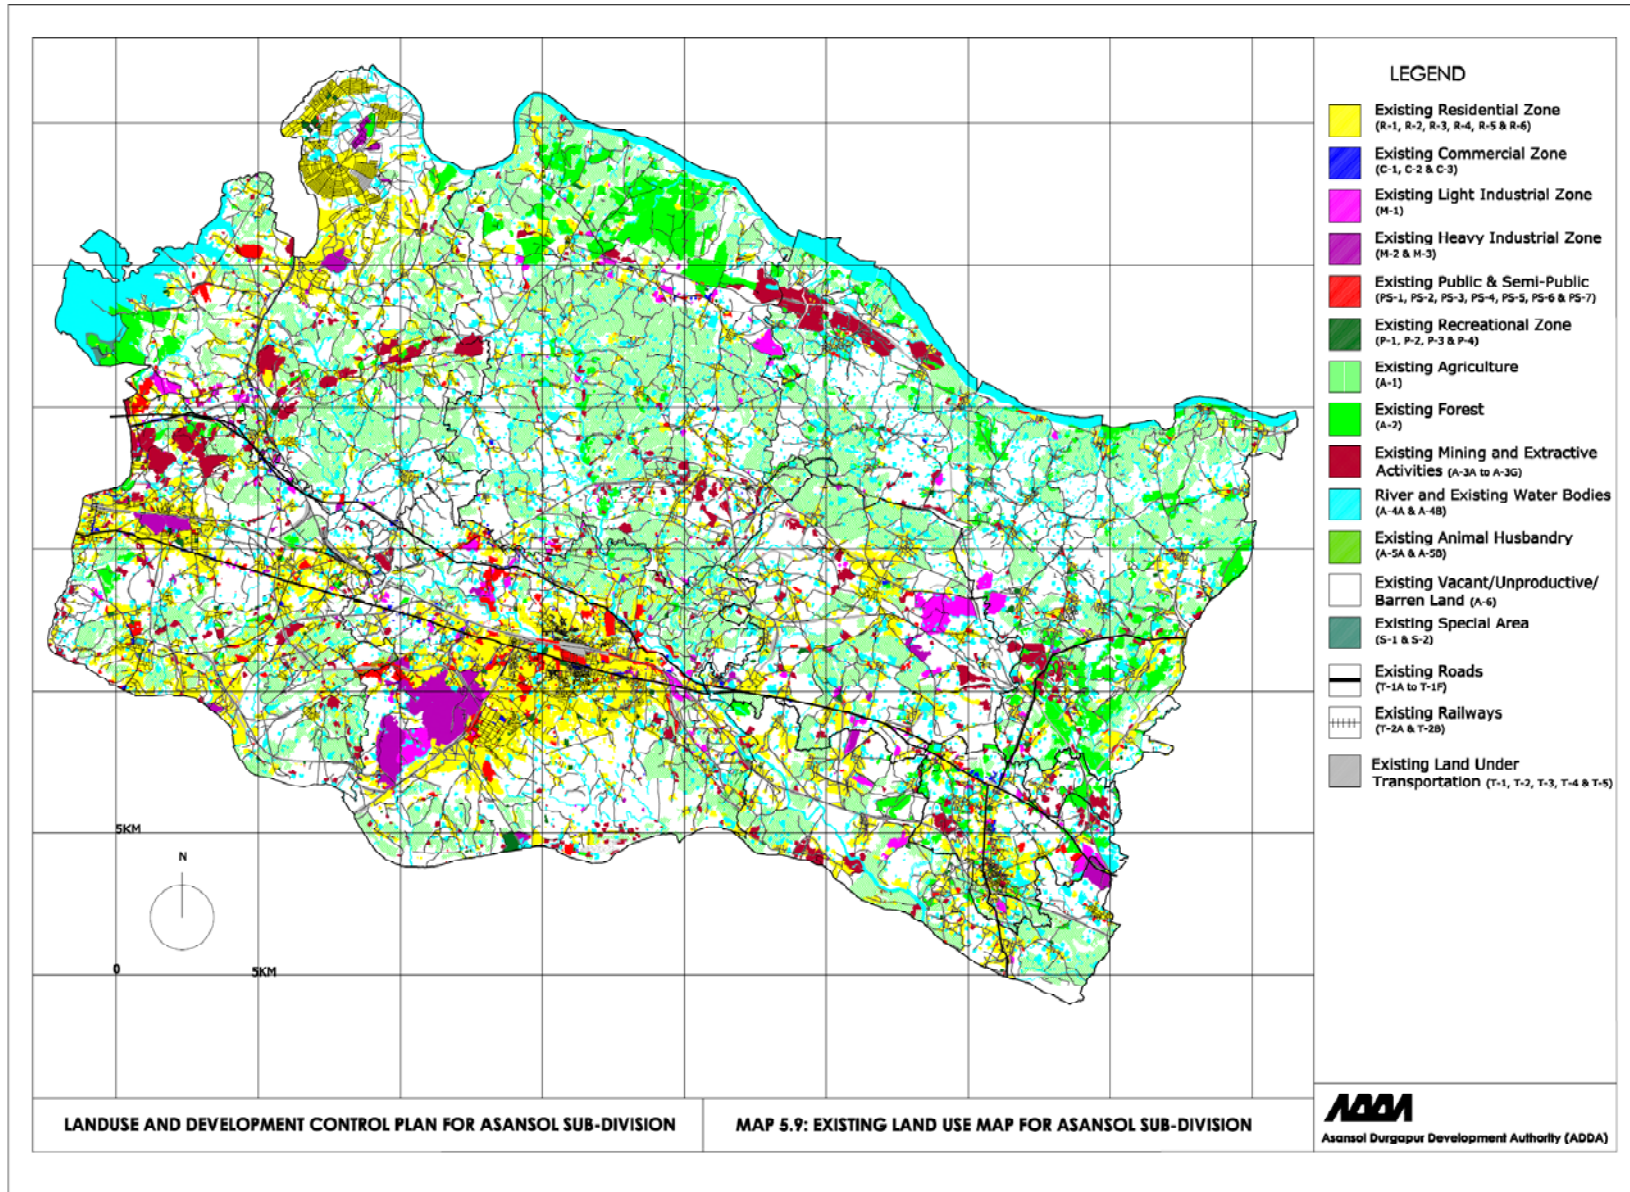 LEGEND
Existing Residential Zone
(R-1, R-2, R-3, R-4, R-5 & R-6)
Existing Commercial Zone
(C-1, C-2 & C-3)
Existing Light Industrial Zone
(M-1)
Existing Heavy Industrial Zone
(M-2 & M-3)
Existing Public & Semi-Public
(PS-1, PS-2, PS-3, PS-4, PS-5, PS-6 & PS-7)
Existing Recreational Zone
(P-1, P-2, P-3 & P-4)
Existing Agriculture
(A-1)
Existing Forest
(A-2)
Existing Mining and Extractive
Activities (A-3A to A-3G)
River and Existing Water Bodies
(A-4A & A-4B)
Existing Animal Husbandry
(A-5A & A-5B)
Existing Vacant/Unproductive/
Barren Land (A-6)
Existing Special Area
(S-1 & S-2)
Existing Roads
(T-1A to T-1F)
Existing Railways
(T-2A & T-2B)
Existing Land Under
Transportation (T-1, T-2, T-3, T-4 & T-5)
5KM
N
0
5KM
LANDUSE AND DEVELOPMENT CONTROL PLAN FOR ASANSOL SUB-DIVISION
MAP 5.9: EXISTING LAND USE MAP FOR ASANSOL SUB-DIVISION
ADDA
Asansol Durgapur Development Authority (ADDA)